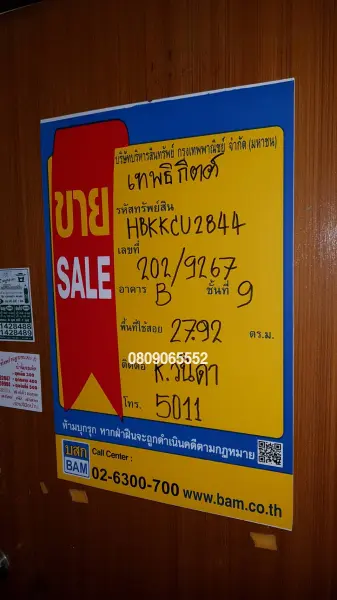 บริษัทบริหารสินทรัพย์ กรุงเทพพาณิชย์ จำกัด (มหาชน)
เทพธิกิตต์
ขาย
SALE
รหัสทรัพย์สิน
HBKKCU2844
เลขที่
202/9267
อาคาร B ชั้นที่ 9
พื้นที่ใช้สอย 27.92 ตร.ม.
0809065552
ติดต่อ K.วันดา
โทร. 5011
ห้ามบุกรุก หากฝ่าฝืนจะถูกดำเนินคดีตามกฎหมาย
บสก
BAM
Call Center :
02-6300-700 www.bam.co.th
1428488
1428489